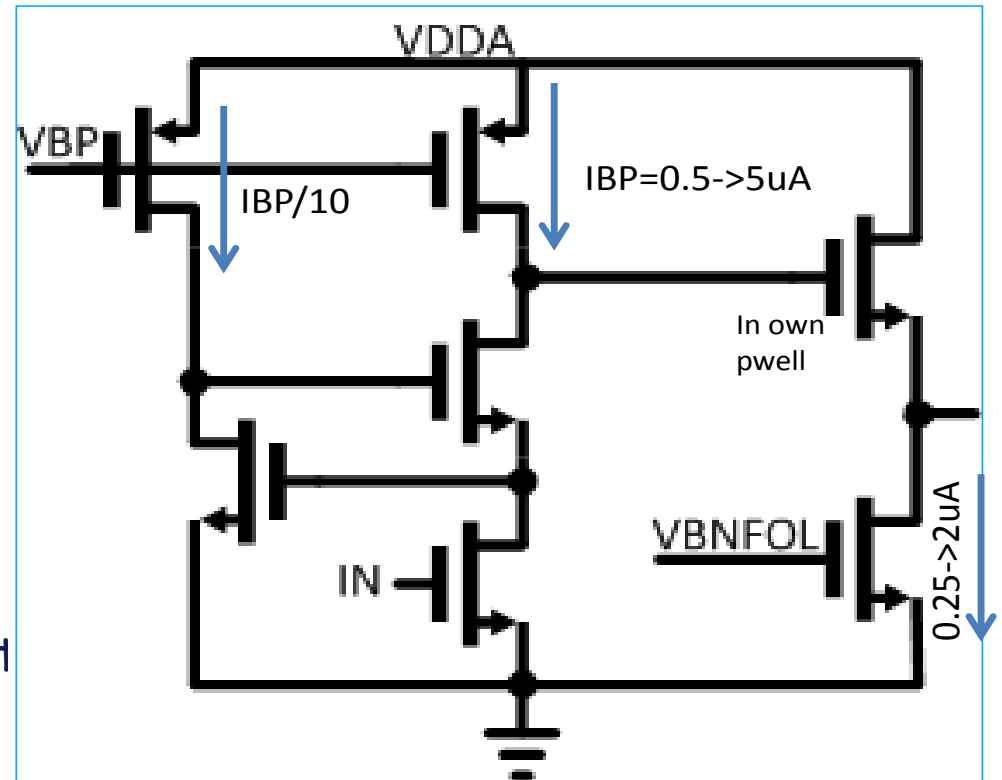 VDDA
VBP
IBP/10
IBP=0.5->5uA
In own
pwell
VBNFOL
IN
0.25->2uA